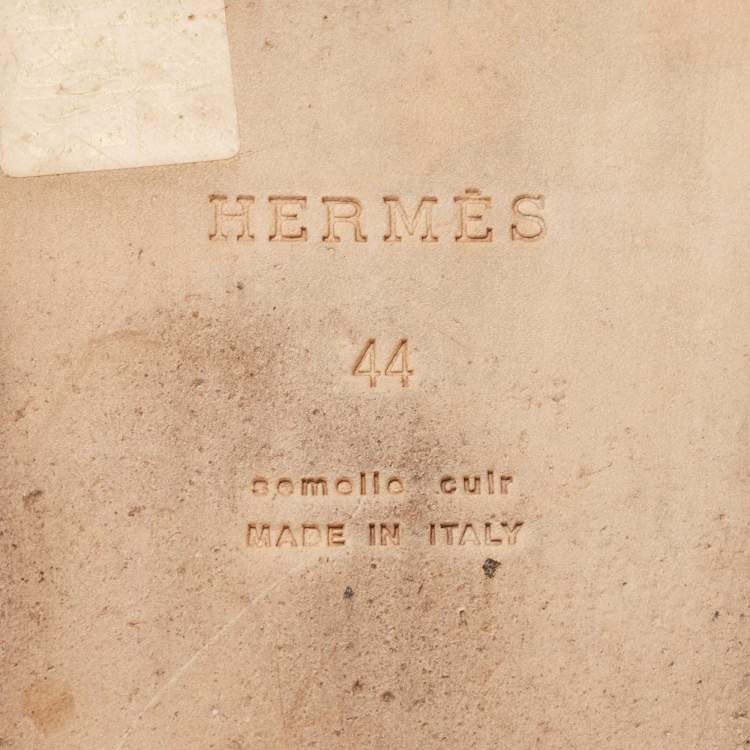 HERMÈS
44
semelle cuir
MADE IN ITALY